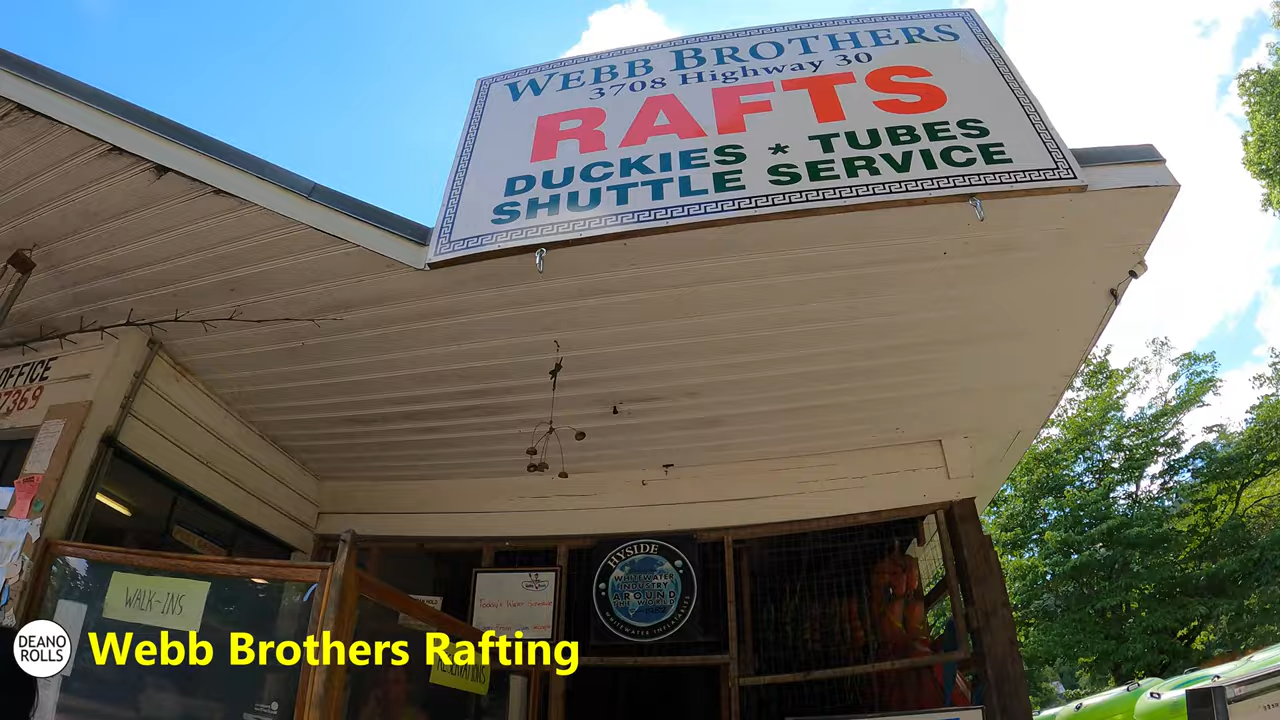 WEBB BROTHERS
3708 Highway 30
RAFTS
DUCKIES * TUBES
SHUTTLE SERVICE
OFFICE
7369
WALK-INS
Today's Water Schedule
HYSIDE
WHITEWATER
INDUSTRY
AROUND
THE WORLD
WHITEWATER INFLATABLES
RESERVATIONS
DEANO
ROLLS
Webb Brothers Rafting